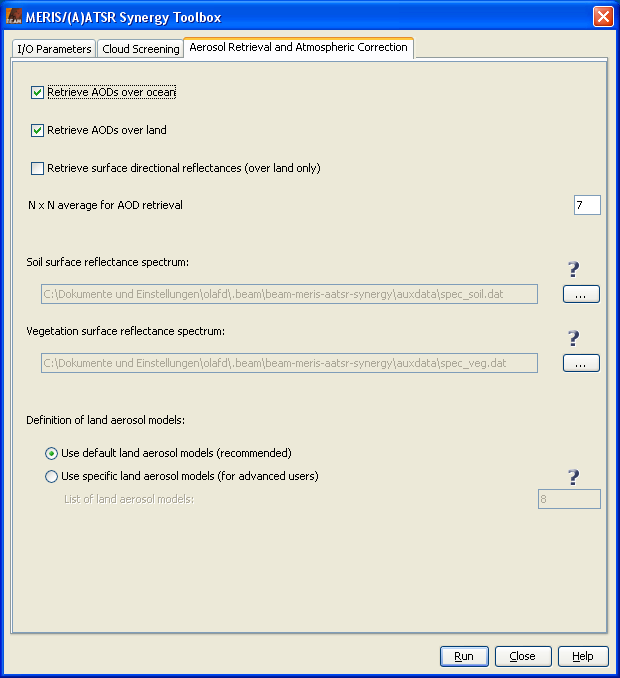 BEAM
MERIS/(A)ATSR Synergy Toolbox
I/O Parameters
Cloud Screening
Aerosol Retrieval and Atmospheric Correction
Retrieve AODs over ocean
Retrieve AODs over land
Retrieve surface directional reflectances (over land only)
N x N average for AOD retrieval
7
Soil surface reflectance spectrum:
?
C:\Dokumente und Einstellungen\olafd\.beam\beam-meris-aatsr-synergy\auxdata\spec_soil.dat
...
Vegetation surface reflectance spectrum:
?
C:\Dokumente und Einstellungen\olafd\.beam\beam-meris-aatsr-synergy\auxdata\spec_veg.dat
...
Definition of land aerosol models:
Use default land aerosol models (recommended)
Use specific land aerosol models (for advanced users)
?
List of land aerosol models:
8
Run
Close
Help